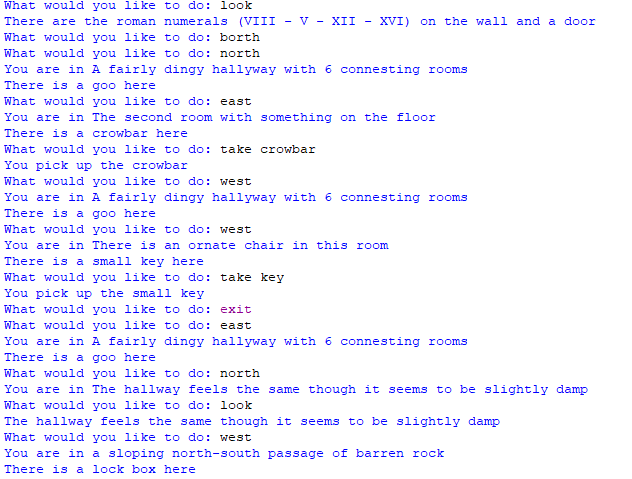 What would you like to do: look
There are the roman numerals (VIII - V - XII - XVI) on the wall and a door
What would you like to do: borth
What would you like to do: north
You are in A fairly dingy hallyway with 6 connesting rooms
There is a goo here
What would you like to do: east
You are in The second room with something on the floor
There is a crowbar here
What would you like to do: take crowbar
You pick up the crowbar
What would you like to do: west
You are in A fairly dingy hallyway with 6 connesting rooms
There is a goo here
What would you like to do: west
You are in There is an ornate chair in this room
There is a small key here
What would you like to do: take key
You pick up the small key
What would you like to do: exit
What would you like to do: east
You are in A fairly dingy hallyway with 6 connesting rooms
There is a goo here
What would you like to do: north
You are in The hallway feels the same though it seems to be slightly damp
What would you like to do: look
The hallway feels the same though it seems to be slightly damp
What would you like to do: west
You are in a sloping north-south passage of barren rock
There is a lock box here